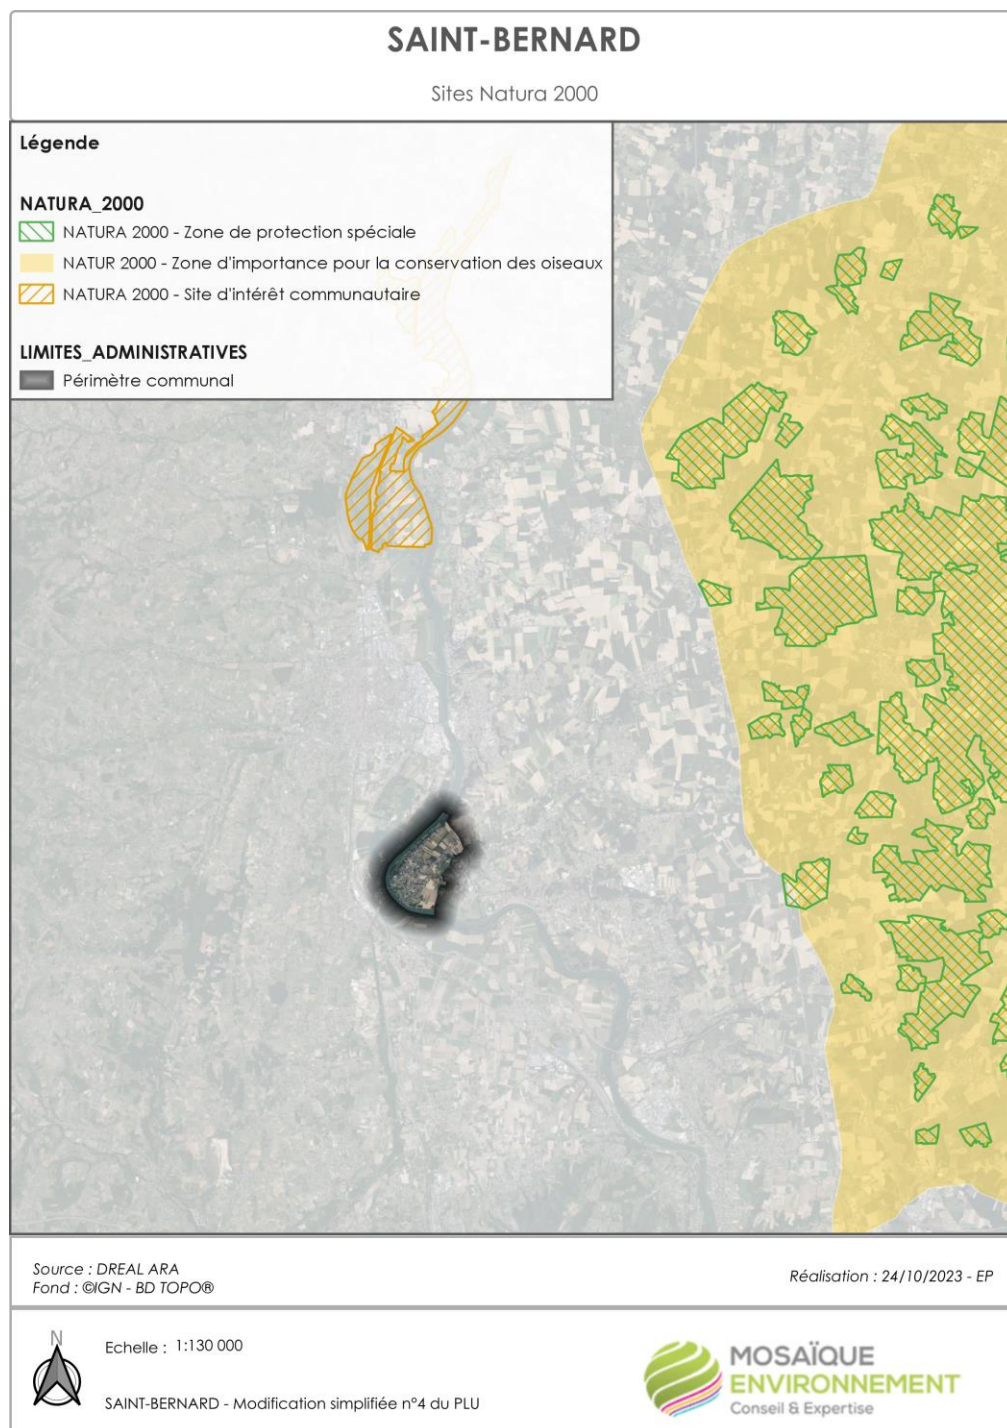 SAINT-BERNARD
Sites Natura 2000
Légende
NATURA_2000
NATURA 2000 - Zone de protection spéciale
NATUR 2000 - Zone d'importance pour la conservation des oiseaux
NATURA 2000 - Site d'intérêt communautaire
LIMITES_ADMINISTRATIVES
Périmètre communal
Source : DREAL ARA
Fond : ©IGN - BD TOPO®
Réalisation : 24/10/2023 - EP
N
Echelle : 1:130 000
SAINT-BERNARD - Modification simplifiée n°4 du PLU
MOSAÏQUE
ENVIRONNEMENT
Conseil & Expertise